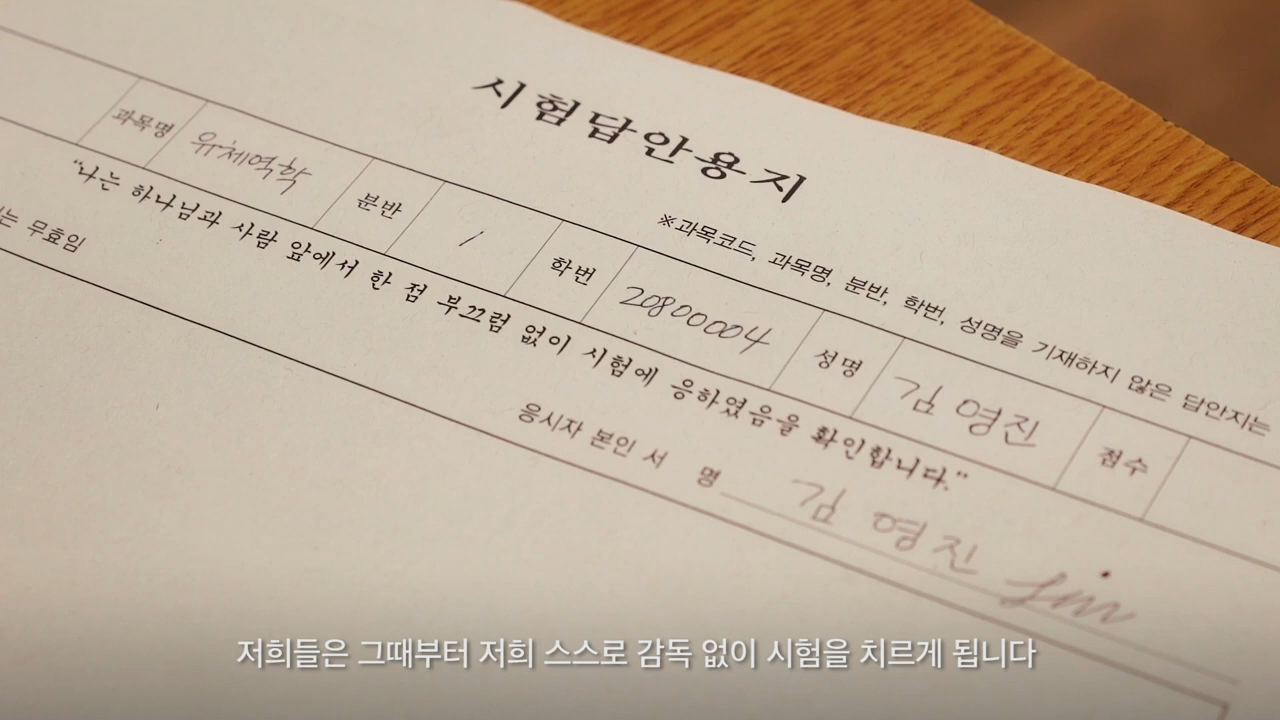 시험답안용지
※과목코드, 과목명, 분반, 학번, 성명을 기재하지 않은 답안지는
무효임
과목명 유체역학 분반 1 학번 20800004 성명 김영진 점수
"나는 하나님과 사람 앞에서 한 점 부끄럼 없이 시험에 응하였음을 확인합니다."
응시자 본인 서 명 김영진
저희들은 그때부터 저희 스스로 감독 없이 시험을 치르게 됩니다